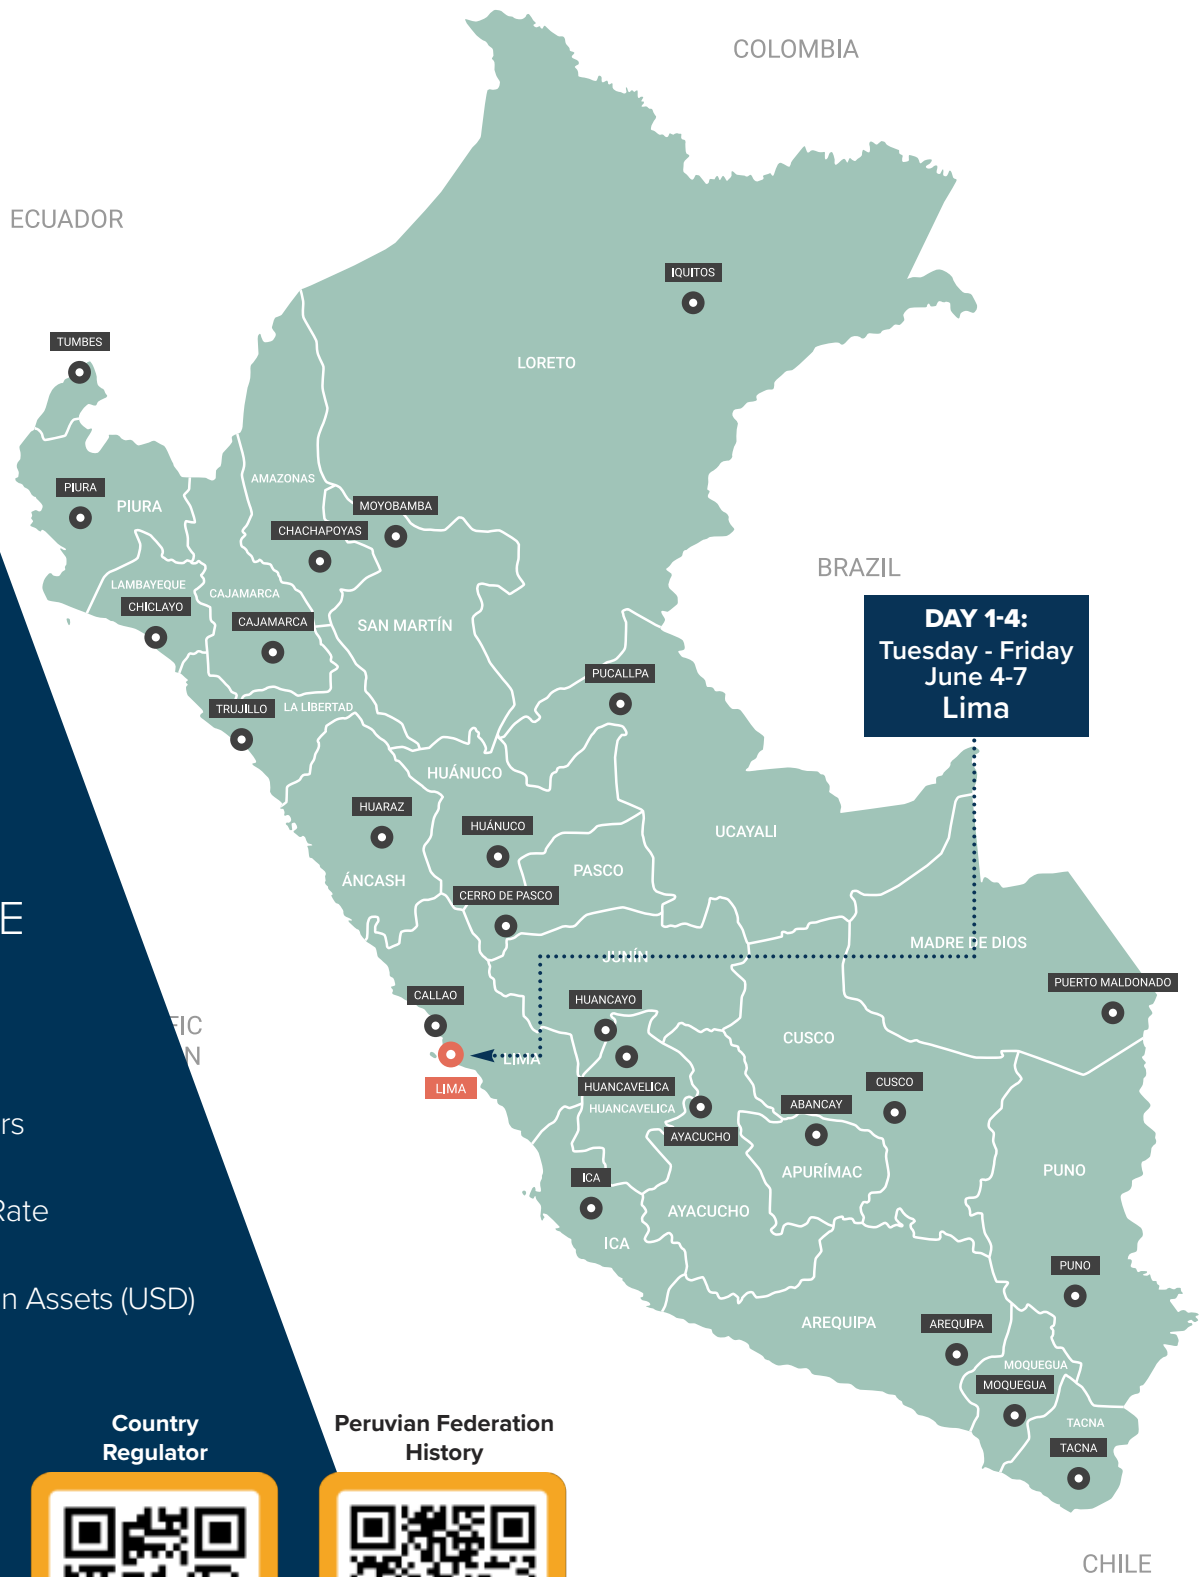 COLOMBIA
ECUADOR
IQUITOS
TUMBES
LORETO
AMAZONAS
PIURA
PIURA
MOYOBAMBA
CHACHAPOYAS
BRAZIL
LAMBAYEQUE
CAJAMARCA
CHICLAYO
CAJAMARCA
SAN MARTÍN
DAY 1-4:
Tuesday - Friday
June 4-7
Lima
PUCALLPA
TRUJILLO
LA LIBERTAD
HUÁNUCO
HUARAZ
HUÁNUCO
UCAYALI
PASCO
ÁNCASH
CERRO DE PASCO
E
MADRE DE DIOS
JUNÍN
PUERTO MALDONADO
CALLAO
HUANCAYO
FIC
N
CUSCO
LIMA
LIMA
HUANCAVELICA
CUSCO
HUANCAVELICA
ABANCAY
rs
AYACUCHO
ICA
APURÍMAC
PUNO
Rate
AYACUCHO
ICA
PUNO
n Assets (USD)
AREQUIPA
AREQUIPA
MOQUEGUA
MOQUEGUA
TACNA
TACNA
Country
Regulator
Peruvian Federation
History
CHILE